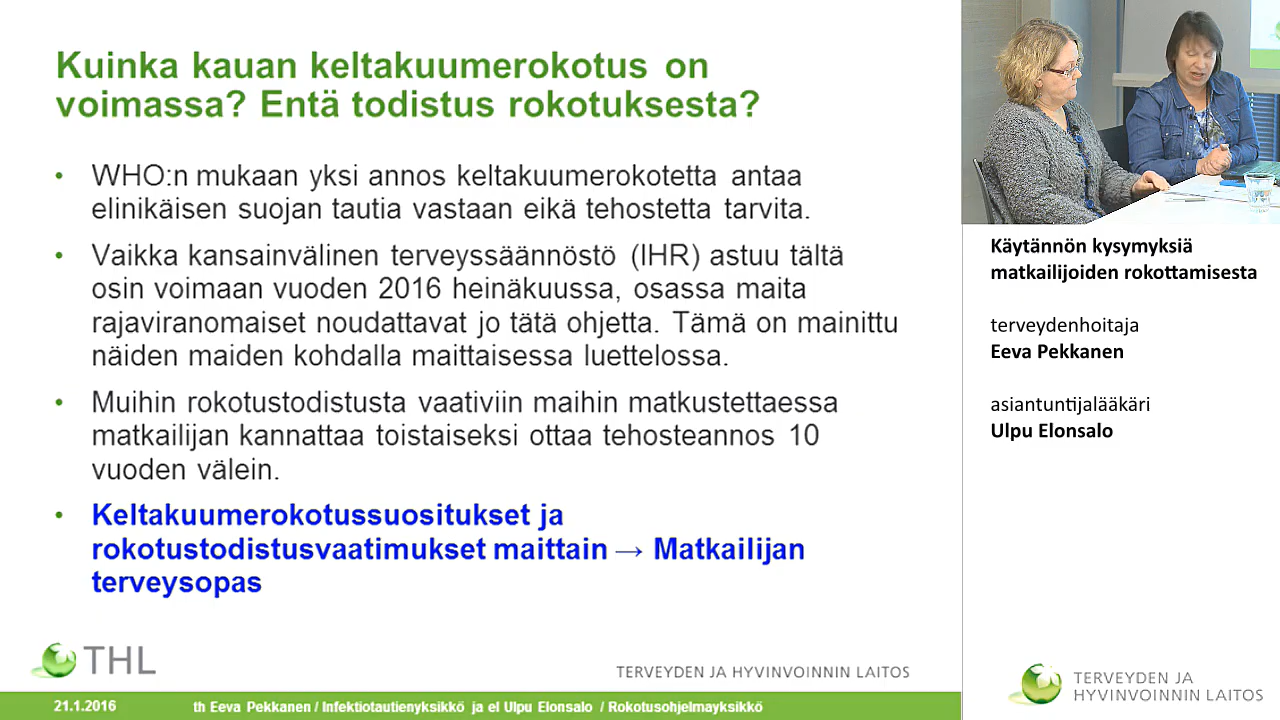 Kuinka kauan keltakuumerokotus on
voimassa? Entä todistus rokotuksesta?
• WHO:n mukaan yksi annos keltakuumerokotetta antaa
elinikäisen suojan tautia vastaan eikä tehostetta tarvita.
• Vaikka kansainvälinen terveyssäännöstö (IHR) astuu tältä
osin voimaan vuoden 2016 heinäkuussa, osassa maita
rajaviranomaiset noudattavat jo tätä ohjetta. Tämä on mainittu
näiden maiden kohdalla maittaisessa luettelossa.
• Muihin rokotustodistusta vaativiin maihin matkustettaessa
matkailijan kannattaa toistaiseksi ottaa tehosteannos 10
vuoden välein.
• Keltakuumerokotussuositukset ja
rokotustodistusvaatimukset maittain → Matkailijan
terveysopas
THL
TERVEYDEN JA HYVINVOINNIN LAITOS
21.1.2016 th Eeva Pekkanen / Infektiotautienyksikkö ja el Ulpu Elonsalo / Rokotusohjelmayksikkö
Käytännön kysymyksiä
matkailijoiden rokottamisesta
terveydenhoitaja
Eeva Pekkanen
asiantuntijalääkäri
Ulpu Elonsalo
TERVEYDEN JA
HYVINVOINNIN LAITOS